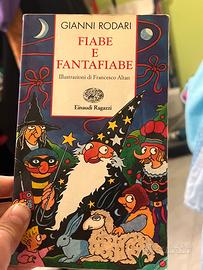 GIANNI RODARI
FIABE E
FANTAFIABE
Illustrazioni di Francesco Altan
Einaudi Ragazzi